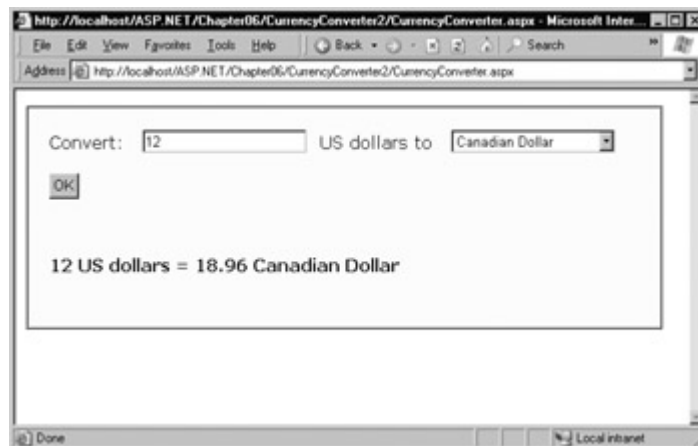 http://localhost/ASP.NET/Chapter06/CurrencyConverter2/CurrencyConverter.aspx - Microsoft Inter...
File Edit View Favorites Tools Help Back Search »
Address http://localhost/ASP.NET/Chapter06/CurrencyConverter2/CurrencyConverter.aspx
Convert: 12 US dollars to Canadian Dollar
OK
12 US dollars = 18.96 Canadian Dollar
Done Local intranet